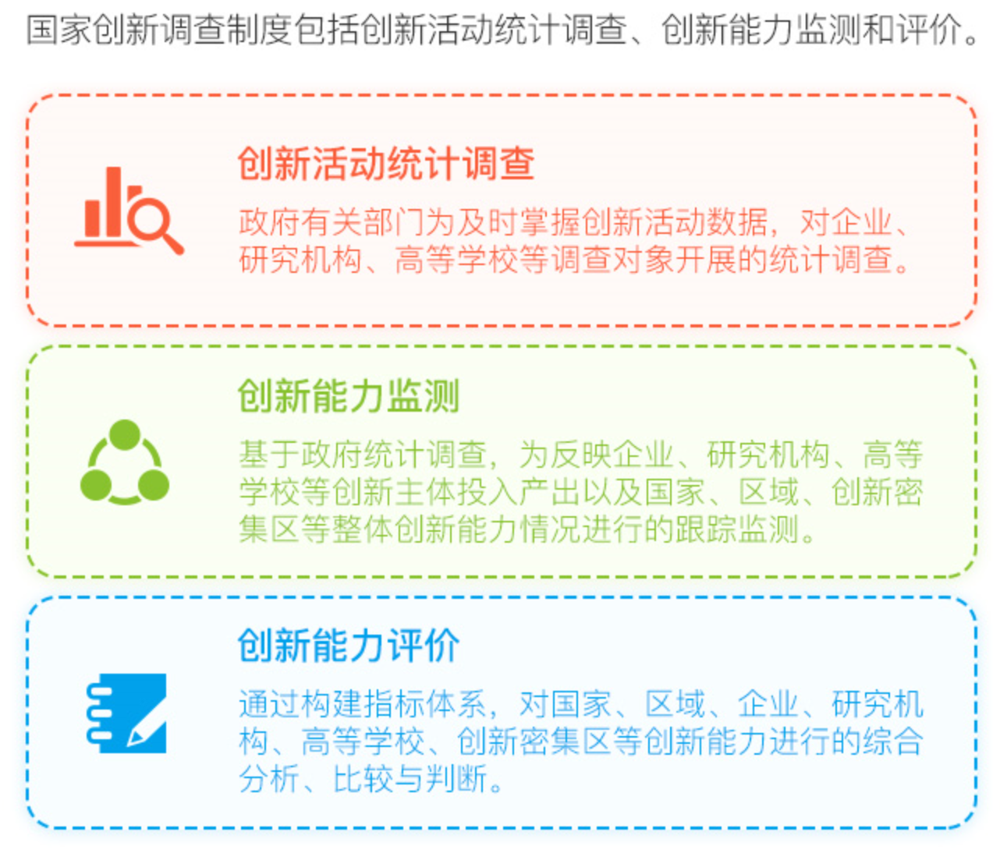 国家创新调查制度包括创新活动统计调查、创新能力监测和评价。
创新活动统计调查
政府有关部门为及时掌握创新活动数据，对企业、
研究机构、高等学校等调查对象开展的统计调查。
创新能力监测
基于政府统计调查，为反映企业、研究机构、高等
学校等创新主体投入产出以及国家、区域、创新密
集区等整体创新能力情况进行的跟踪监测。
创新能力评价
通过构建指标体系，对国家、区域、企业、研究机
构、高等学校、创新密集区等创新能力进行的综合
分析、比较与判断。